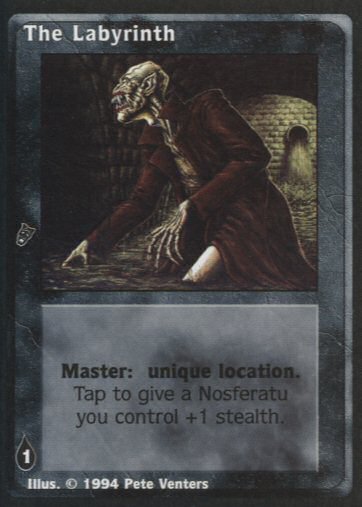 The Labyrinth
Master: unique location.
Tap to give a Nosferatu
you control +1 stealth.
1
Illus. © 1994 Pete Venters